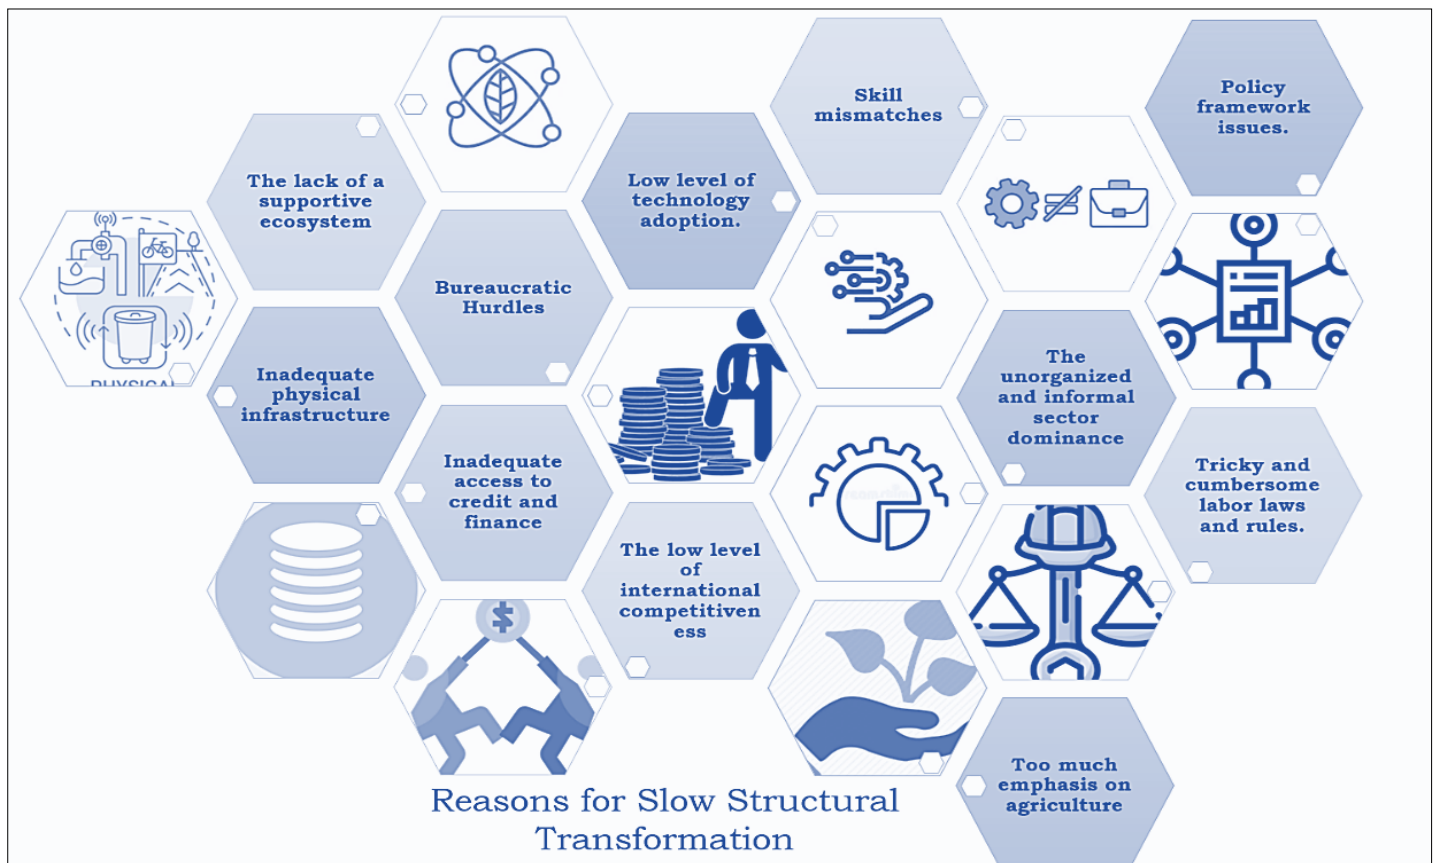 Skill
mismatches
Policy
framework
issues.
The lack of a
supportive
ecosystem
Low level of
technology
adoption.
Bureaucratic
Hurdles
Inadequate
physical
infrastructure
The
unorganized
and informal
sector
dominance
Inadequate
access to
credit and
finance
Tricky and
cumbersome
labor laws
and rules.
The low level
of
international
competitiven
ess
Too much
emphasis on
agriculture
Reasons for Slow Structural
Transformation